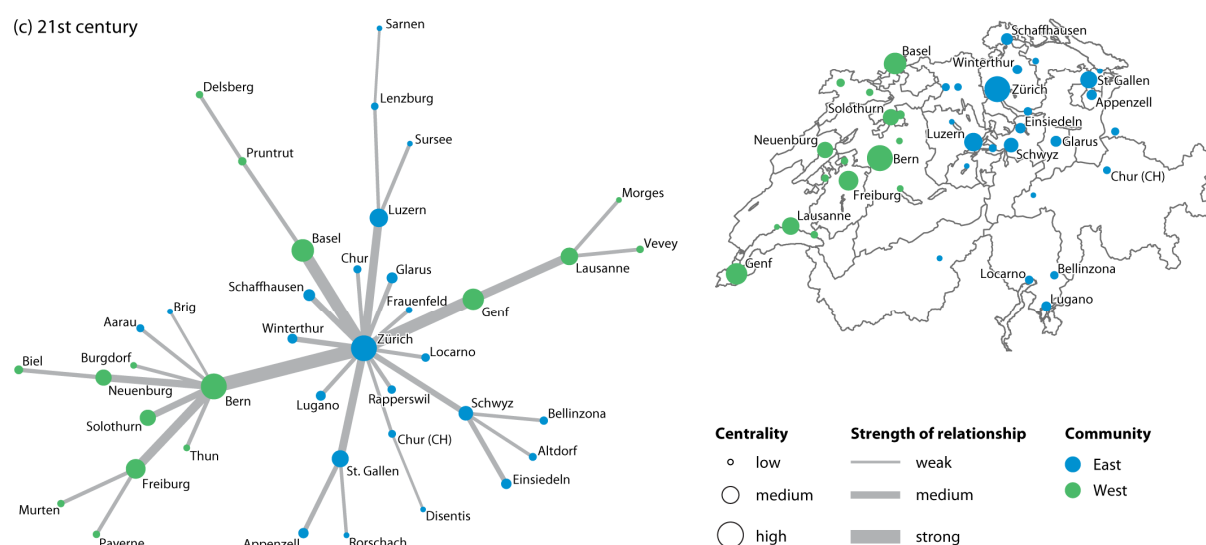 (c) 21st century
Sarnen
Delsberg
Lenzburg
Pruntrut
Sursee
Luzern
Morges
Basel
Vevey
Lausanne
Chur
Glarus
Schaffhausen
Frauenfeld
Genf
Brig
Aarau
Winterthur
Zürich
Locarno
Biel
Burgdorf
Neuenburg
Bern
Lugano
Rapperswil
Schwyz
Bellinzona
Solothurn
Chur (CH)
Altdorf
Thun
St. Gallen
Einsiedeln
Freiburg
Murten
Disentis
Payerne
Appenzell
Rorschach
Schaffhausen
Basel
Winterthur
St. Gallen
Zürich
Appenzell
Solothurn
Einsiedeln
Neuenburg
Luzern
Glarus
Bern
Schwyz
Chur (CH)
Freiburg
Lausanne
Genf
Locarno
Bellinzona
Lugano
Centrality
low
medium
high
Strength of relationship
weak
medium
strong
Community
East
West